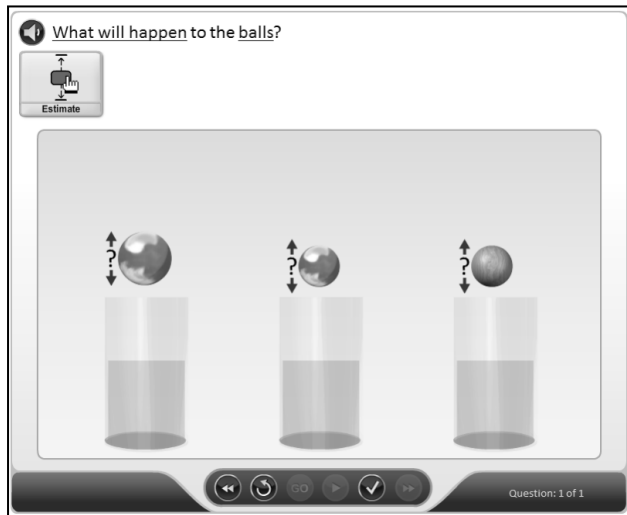 What will happen to the balls?
Estimate
?
?
?
GO
Question: 1 of 1